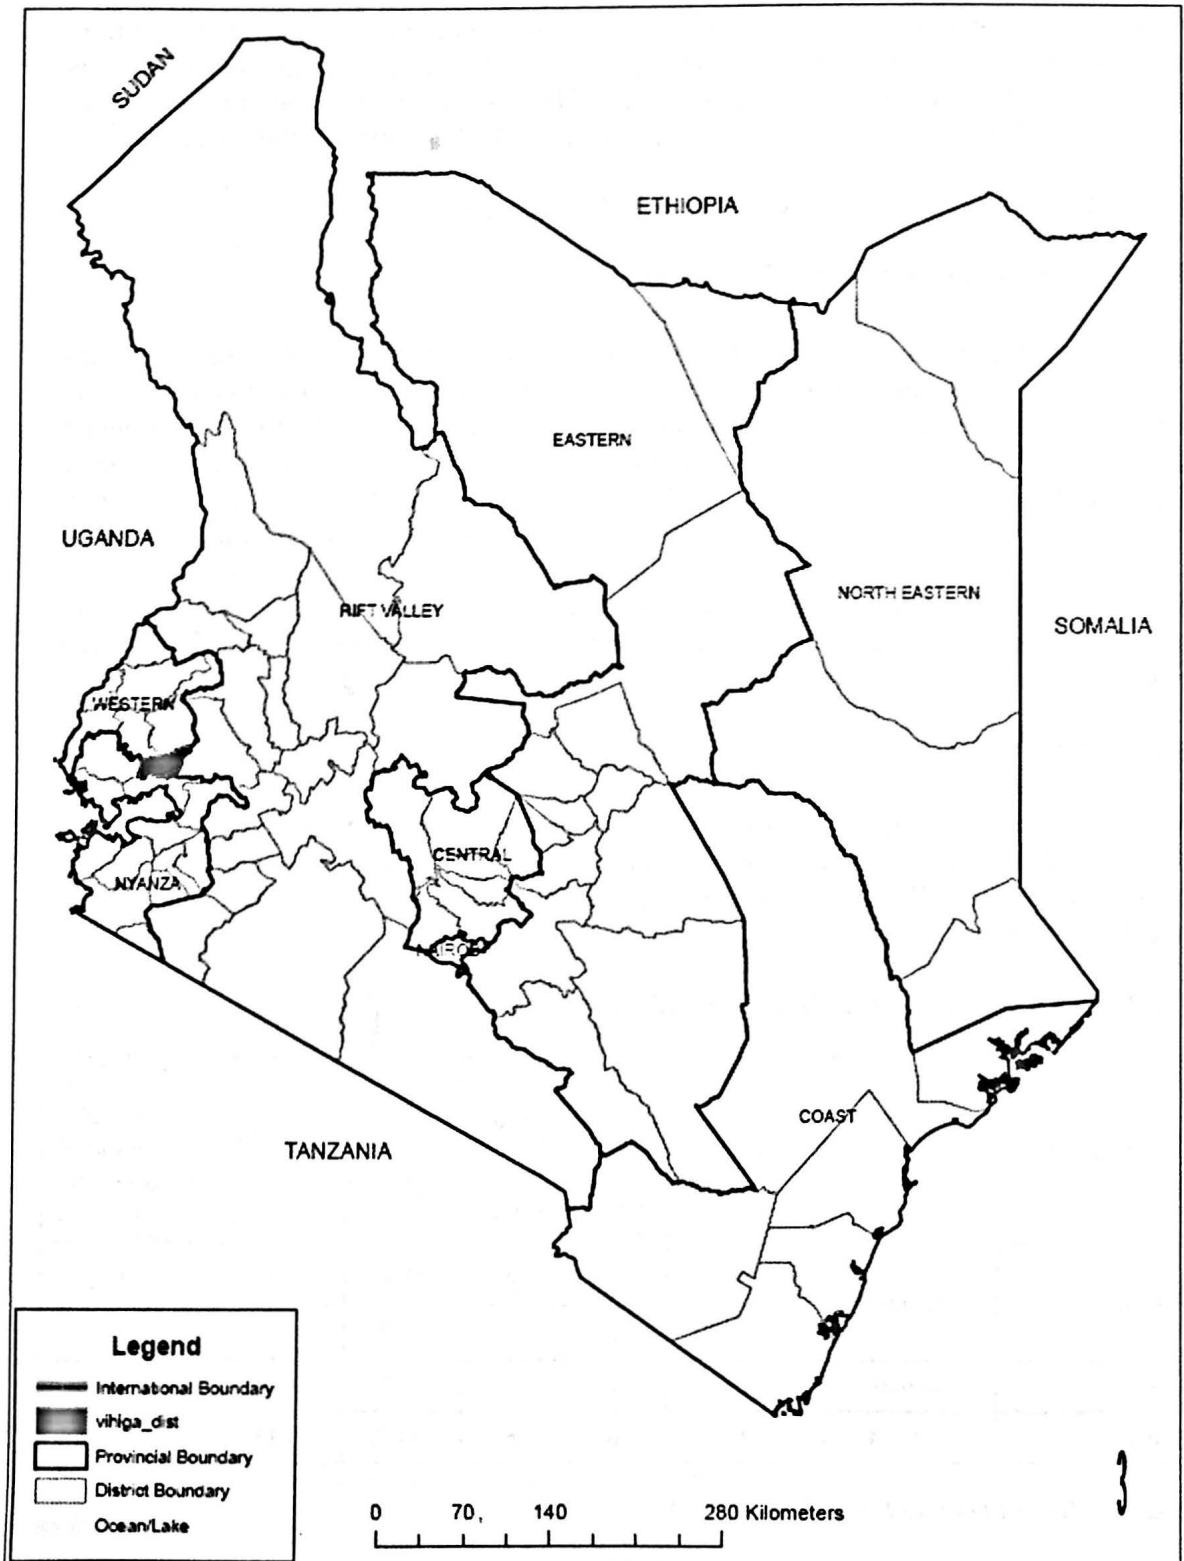 SUDAN
ETHIOPIA
EASTERN
UGANDA
NORTH EASTERN
RIFT VALLEY
SOMALIA
WESTERN
CENTRAL
NYANZA
NAIROBI
COAST
TANZANIA
Legend
International Boundary
vihiga_dist
Provincial Boundary
District Boundary
Ocean/Lake
0 70, 140 280 Kilometers
3